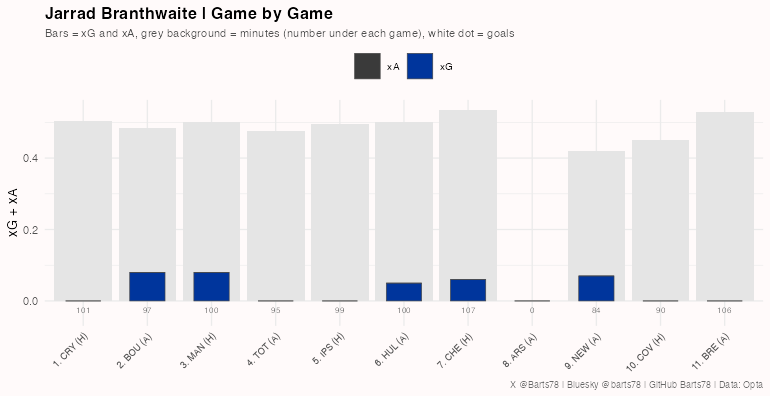 Jarrad Branthwaite | Game by Game
Bars = xG and xA, grey background = minutes (number under each game), white dot = goals
xA xG
xG + xA
0.4
0.2
0.0
101 97 100 95 99 100 107 0 84 90 106
1. CRY (H) 2. BOU (A) 3. MAN (H) 4. TOT (A) 5. IPS (H) 6. HUL (A) 7. CHE (H) 8. ARS (A) 9. NEW (A) 10. COV (H) 11. BRE (A)
X @Barts78 | Bluesky @barts78 | GitHub Barts78 | Data: Opta